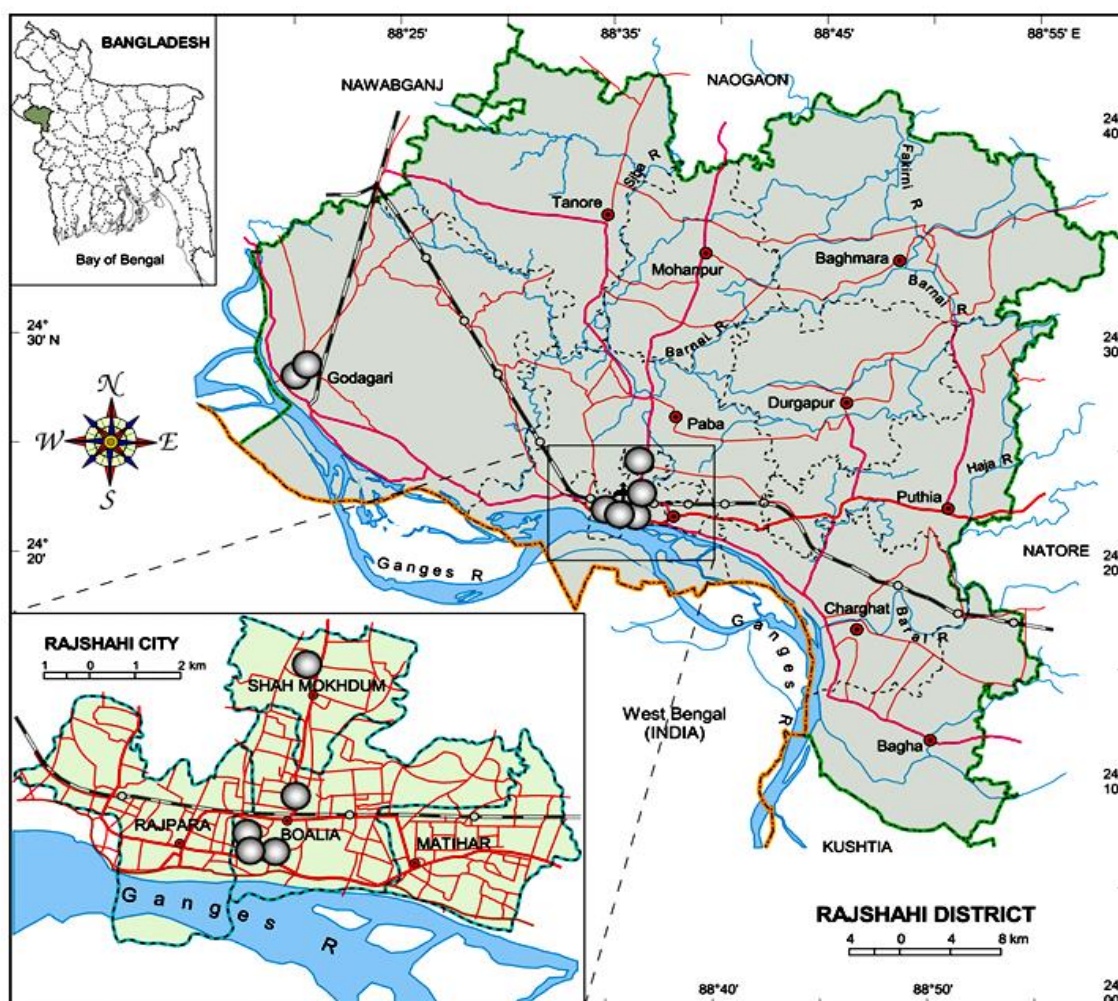 BANGLADESH
Bay of Bengal
88°25'
88°35'
88°45'
88°55' E
NAWABGANJ
NAOGAON
24
40
Siba R
Fakirni R
Tanore
Mohanpur
Baghmara
Barnai R
24°
30' N
24
30
Barnai R
Godagari
Durgapur
Paba
N
W E
S
Haja R
Puthia
24°
20'
24
20
NATORE
Ganges R
Charghat
Baral R
Ganges R
West Bengal
(INDIA)
Bagha
24
10
KUSHTIA
RAJSHAHI CITY
1 0 1 2 km
SHAH MOKHDUM
RAJPARA
BOALIA
MATIHAR
Ganges R
RAJSHAHI DISTRICT
4 0 4 8 km
88°40'
88°50'
24